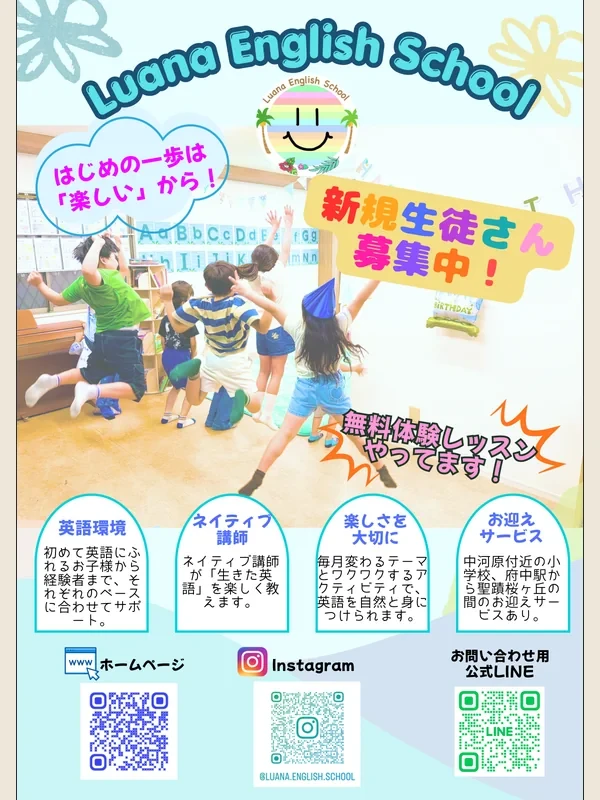 Luana English School
Luana English School
はじめの一歩は
「楽しい」から！
新規生徒さん
募集中！
Aa Bb Cc Dd
Gg
Ii Jj
Nn
T H
BIRTHDAY
無料体験レッスン
やってます！
英語環境
初めて英語にふ
れるお子様から
経験者まで、そ
れぞれのペース
に合わせてサポ
ート。
ネイティブ
講師
ネイティブ講師
が「生きた英
語」を楽しく教
えます。
楽しさを
大切に
毎月変わるテーマ
とワクワクするア
クティビティで、
英語を自然と身に
つけられます。
お迎え
サービス
中河原付近の小
学校、府中駅か
ら聖蹟桜ヶ丘の
間のお迎えサー
ビスあり。
www
ホームページ
Instagram
お問い合わせ用
公式LINE
@LUANA.ENGLISH.SCHOOL
LINE